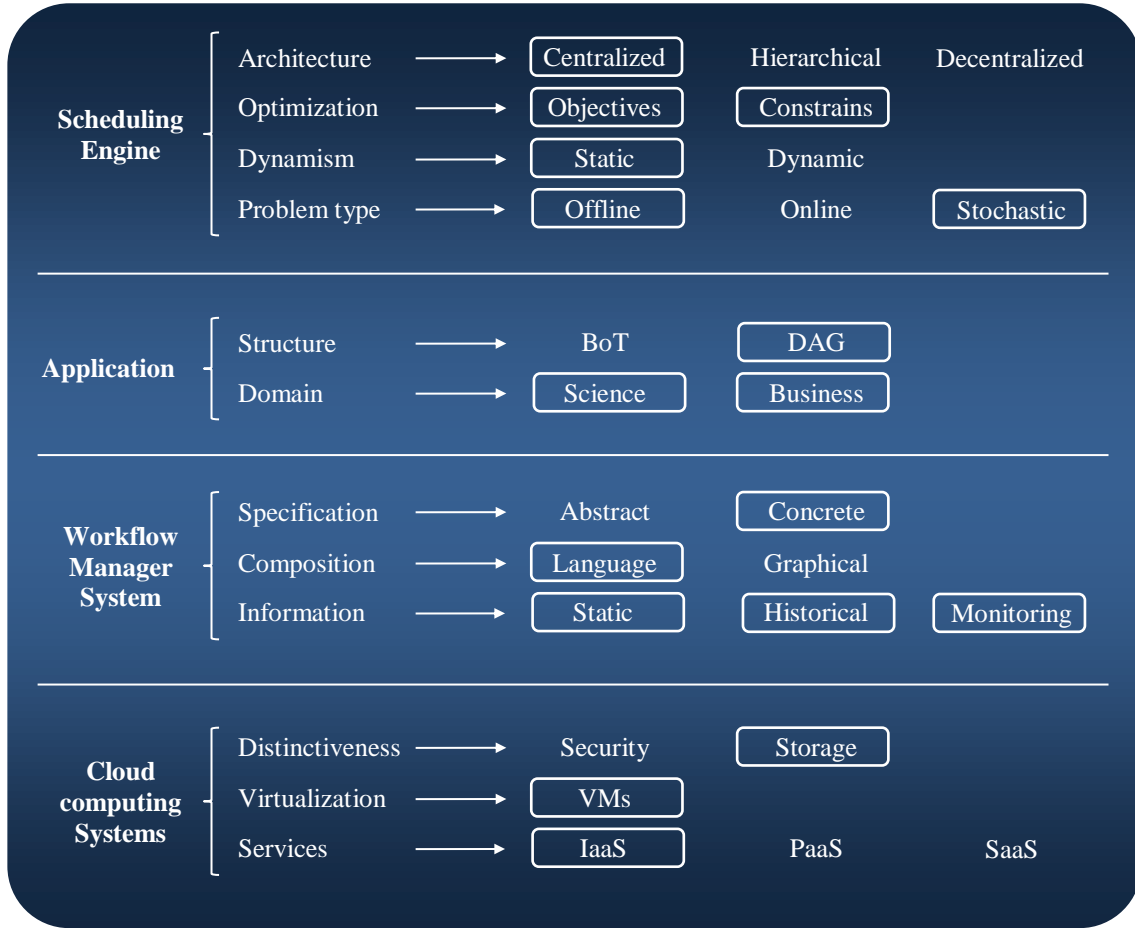 Scheduling
Engine
Architecture Centralized Hierarchical Decentralized
Optimization Objectives Constrains
Dynamism Static Dynamic
Problem type Offline Online Stochastic
Application
Structure BoT DAG
Domain Science Business
Workflow
Manager
System
Specification Abstract Concrete
Composition Language Graphical
Information Static Historical Monitoring
Cloud
computing
Systems
Distinctiveness Security Storage
Virtualization VMs
Services IaaS PaaS SaaS